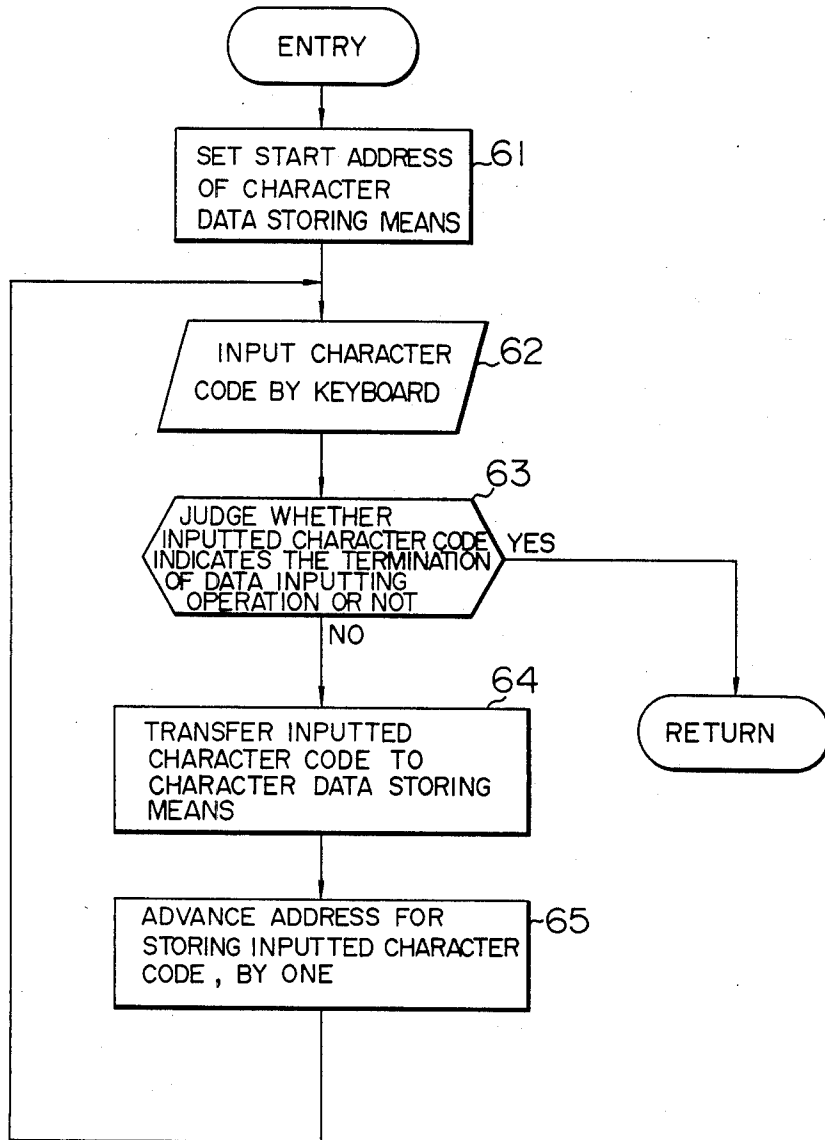 ENTRY
61
SET START ADDRESS
OF CHARACTER
DATA STORING MEANS
INPUT CHARACTER
CODE BY KEYBOARD
62
63
JUDGE WHETHER
INPUTTED CHARACTER CODE
INDICATES THE TERMINATION
OF DATA INPUTTING
OPERATION OR NOT
YES
NO
64
TRANSFER INPUTTED
CHARACTER CODE TO
CHARACTER DATA STORING
MEANS
RETURN
ADVANCE ADDRESS FOR
STORING INPUTTED CHARACTER
CODE , BY ONE
65